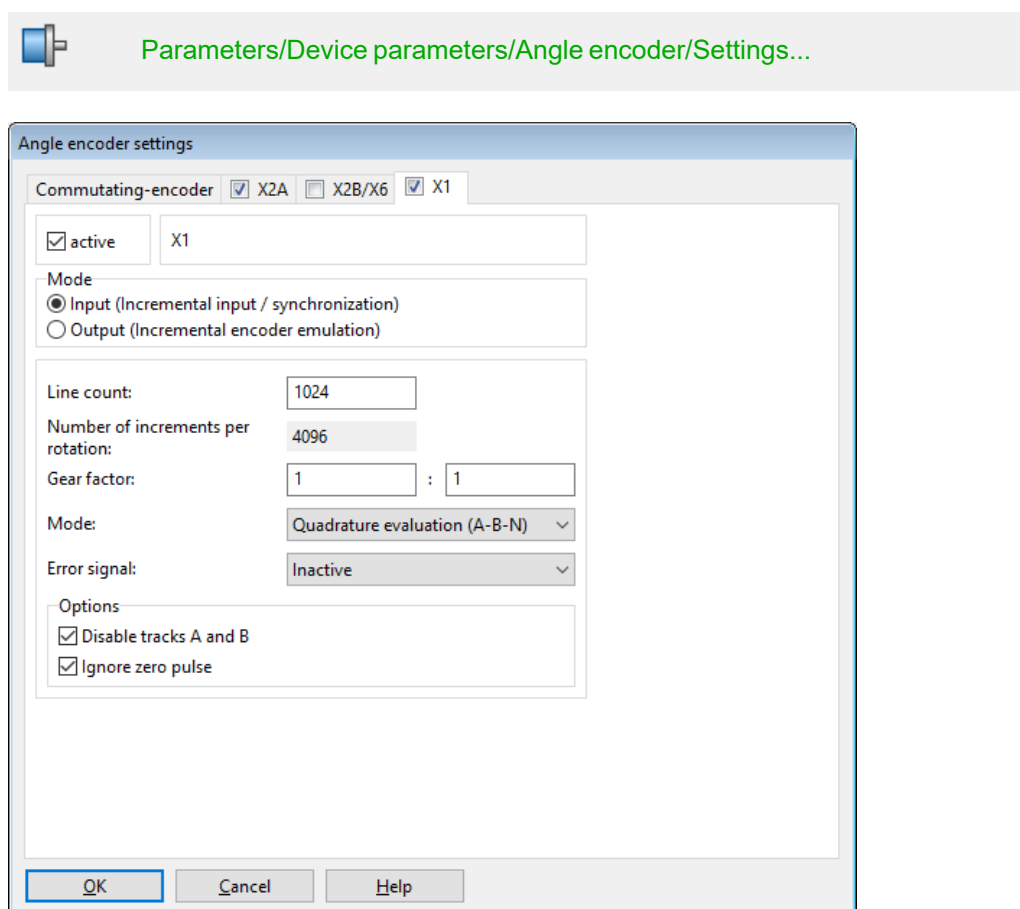 Parameters/Device parameters/Angle encoder/Settings...
Angle encoder settings
Commutating-encoder X2A X2B/X6 X1
active X1
Mode
Input (Incremental input / synchronization)
Output (Incremental encoder emulation)
Line count: 1024
Number of increments per
rotation: 4096
Gear factor: 1 : 1
Mode: Quadrature evaluation (A-B-N)
Error signal: Inactive
Options
Disable tracks A and B
Ignore zero pulse
OK Cancel Help